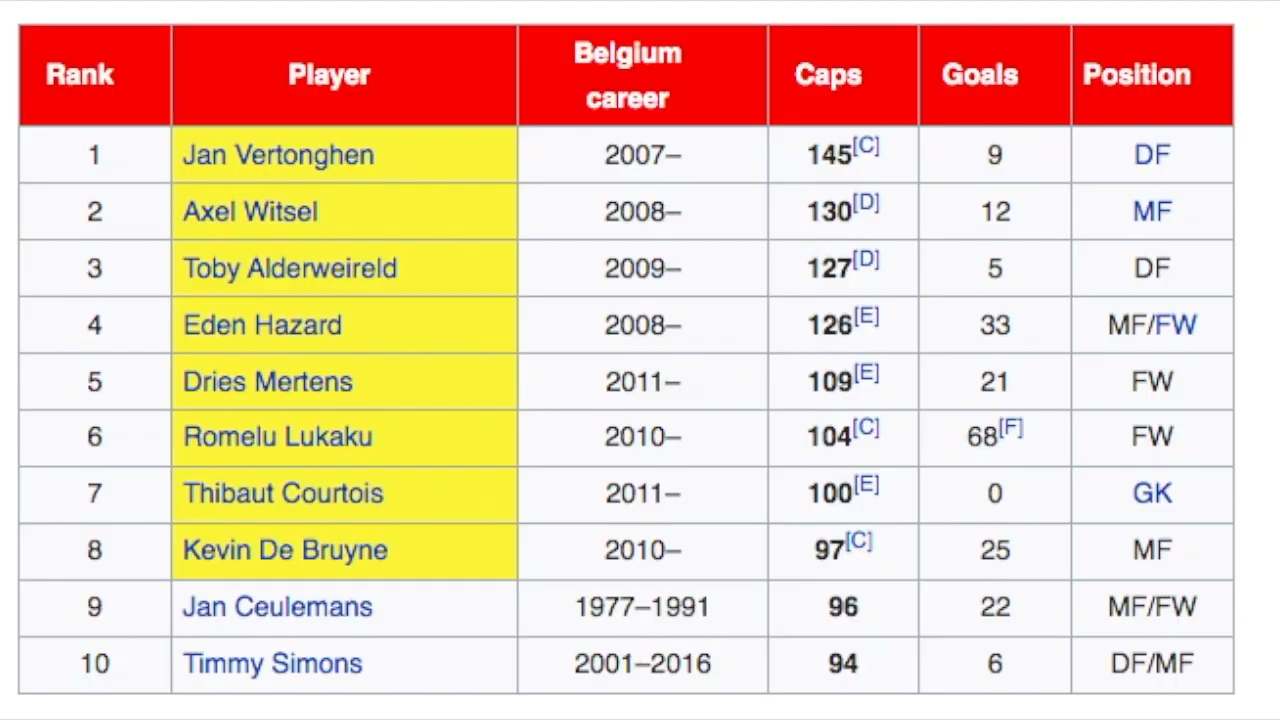 Rank Player Belgium career Caps Goals Position
1 Jan Vertonghen 2007– 145[C] 9 DF
2 Axel Witsel 2008– 130[D] 12 MF
3 Toby Alderweireld 2009– 127[D] 5 DF
4 Eden Hazard 2008– 126[E] 33 MF/FW
5 Dries Mertens 2011– 109[E] 21 FW
6 Romelu Lukaku 2010– 104[C] 68[F] FW
7 Thibaut Courtois 2011– 100[E] 0 GK
8 Kevin De Bruyne 2010– 97[C] 25 MF
9 Jan Ceulemans 1977–1991 96 22 MF/FW
10 Timmy Simons 2001–2016 94 6 DF/MF